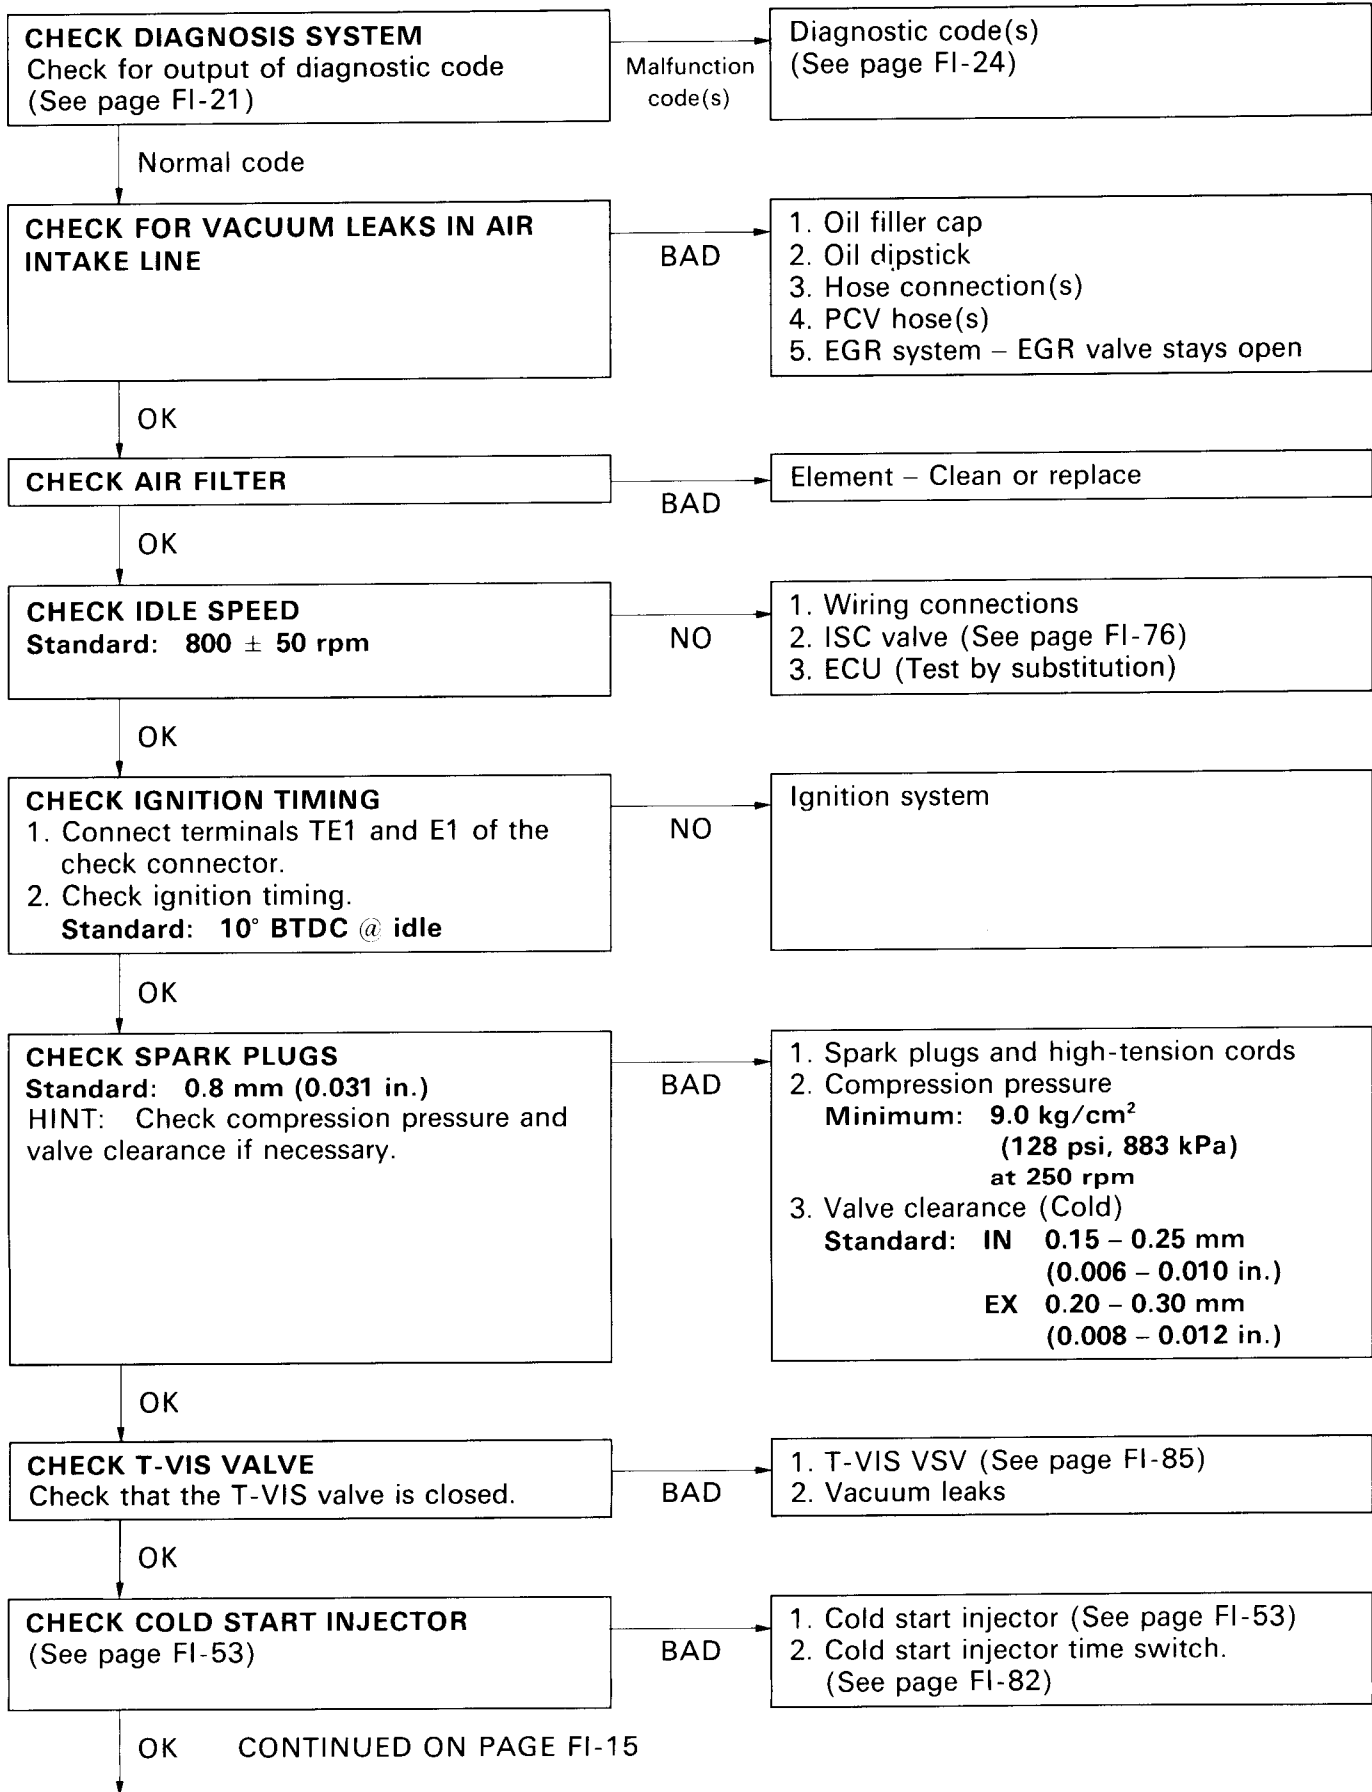 CHECK DIAGNOSIS SYSTEM
Check for output of diagnostic code
(See page FI-21)
Malfunction
code(s)
Diagnostic code(s)
(See page FI-24)
Normal code
CHECK FOR VACUUM LEAKS IN AIR
INTAKE LINE
BAD
1. Oil filler cap
2. Oil dipstick
3. Hose connection(s)
4. PCV hose(s)
5. EGR system – EGR valve stays open
OK
CHECK AIR FILTER
BAD
Element – Clean or replace
OK
CHECK IDLE SPEED
Standard: 800 ± 50 rpm
NO
1. Wiring connections
2. ISC valve (See page FI-76)
3. ECU (Test by substitution)
OK
CHECK IGNITION TIMING
1. Connect terminals TE1 and E1 of the
check connector.
2. Check ignition timing.
Standard: 10° BTDC @ idle
NO
Ignition system
OK
CHECK SPARK PLUGS
Standard: 0.8 mm (0.031 in.)
HINT: Check compression pressure and
valve clearance if necessary.
BAD
1. Spark plugs and high-tension cords
2. Compression pressure
Minimum: 9.0 kg/cm²
(128 psi, 883 kPa)
at 250 rpm
3. Valve clearance (Cold)
Standard: IN 0.15 – 0.25 mm
(0.006 – 0.010 in.)
EX 0.20 – 0.30 mm
(0.008 – 0.012 in.)
OK
CHECK T-VIS VALVE
Check that the T-VIS valve is closed.
BAD
1. T-VIS VSV (See page FI-85)
2. Vacuum leaks
OK
CHECK COLD START INJECTOR
(See page FI-53)
BAD
1. Cold start injector (See page FI-53)
2. Cold start injector time switch.
(See page FI-82)
OK CONTINUED ON PAGE FI-15